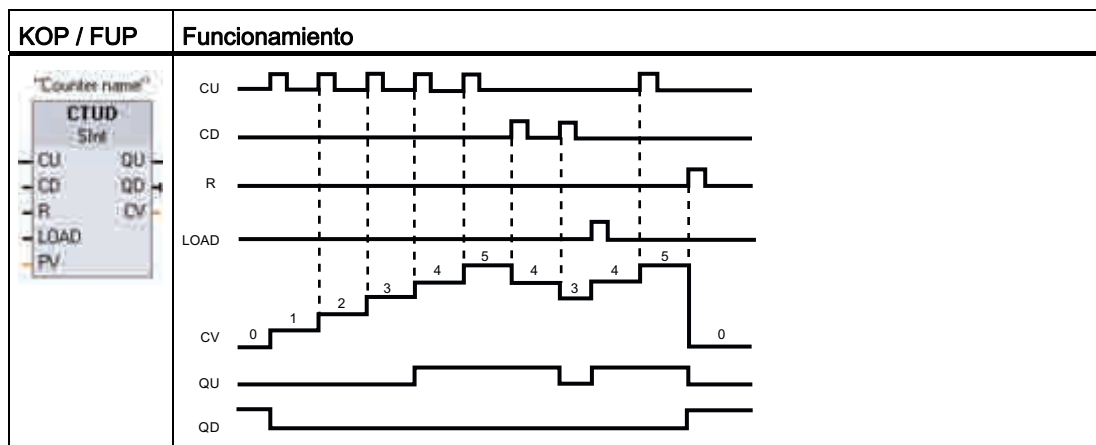 KOP / FUP Funcionamiento
"Counter name"
CTUD
SInt
CU QU
CD QD
R CV
LOAD
PV
CU
CD
R
LOAD
CV 0 1 2 3 4 5 4 3 4 5 0
QU
QD